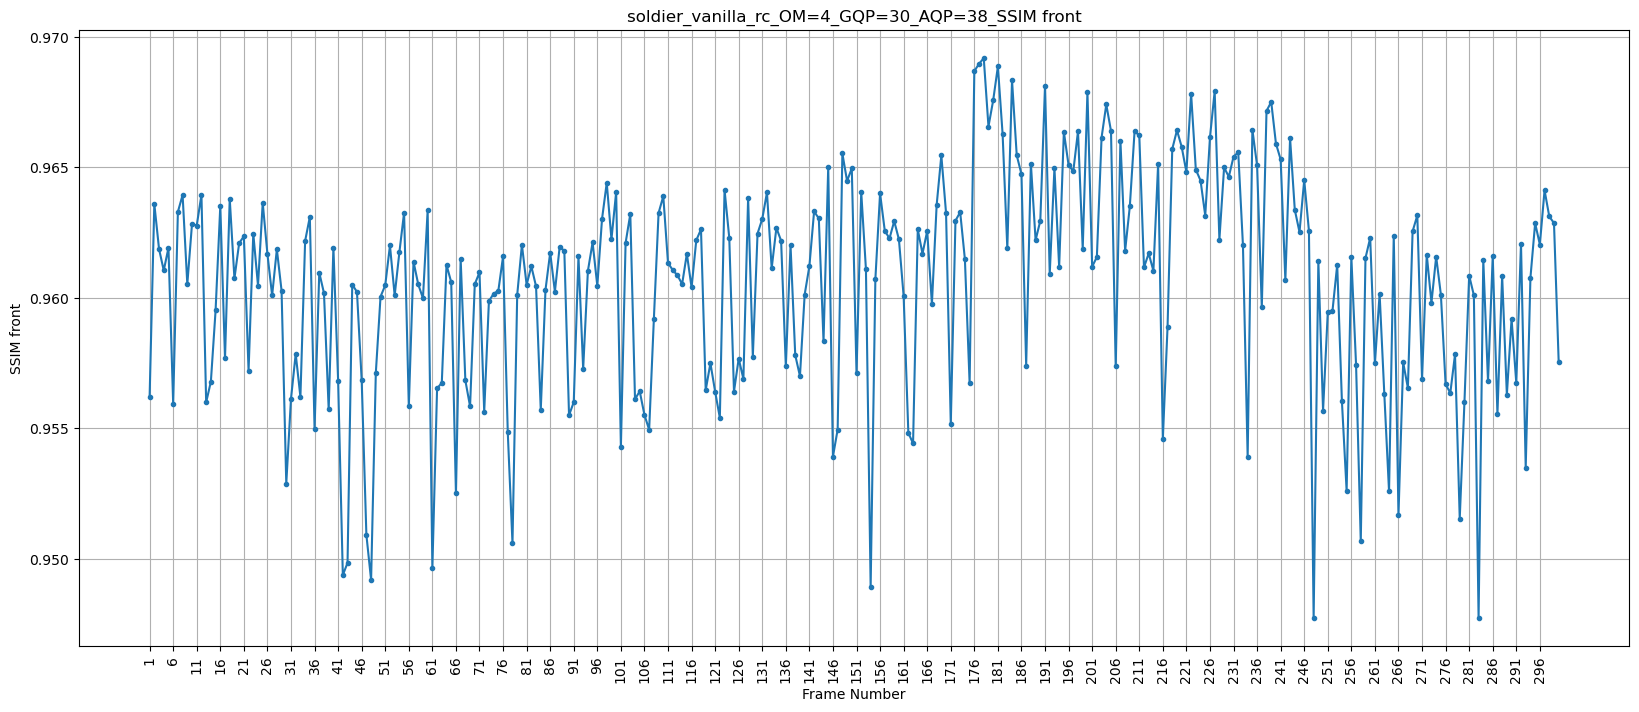 soldier_vanilla_rc_OM=4_GQP=30_AQP=38_SSIM front
0.970
0.965
0.960
0.955
0.950
SSIM front
1 6 11 16 21 26 31 36 41 46 51 56 61 66 71 76 81 86 91 96 101 106 111 116 121 126 131 136 141 146 151 156 161 166 171 176 181 186 191 196 201 206 211 216 221 226 231 236 241 246 251 256 261 266 271 276 281 286 291 296
Frame Number